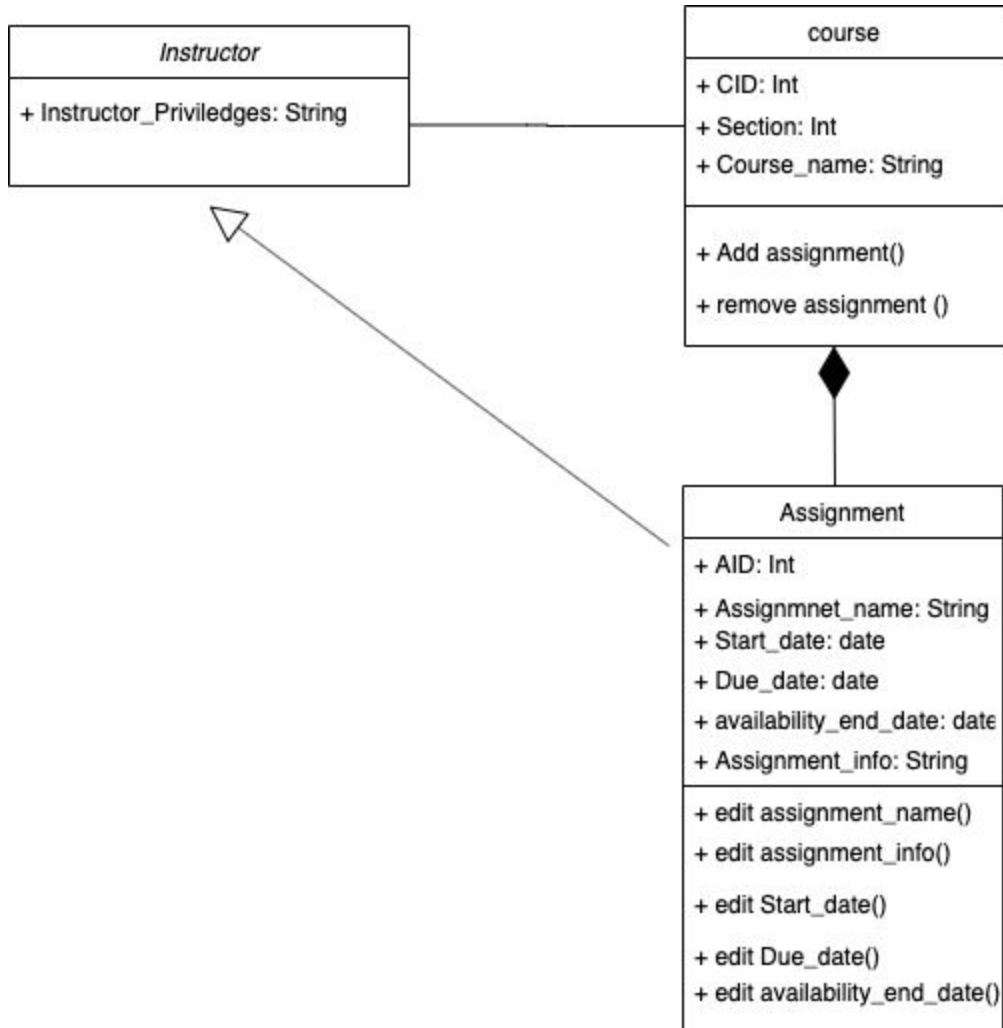 Instructor
+ Instructor_Priviledges: String
course
+ CID: Int
+ Section: Int
+ Course_name: String
+ Add assignment()
+ remove assignment ()
Assignment
+ AID: Int
+ Assignmnet_name: String
+ Start_date: date
+ Due_date: date
+ availability_end_date: date
+ Assignment_info: String
+ edit assignment_name()
+ edit assignment_info()
+ edit Start_date()
+ edit Due_date()
+ edit availability_end_date()